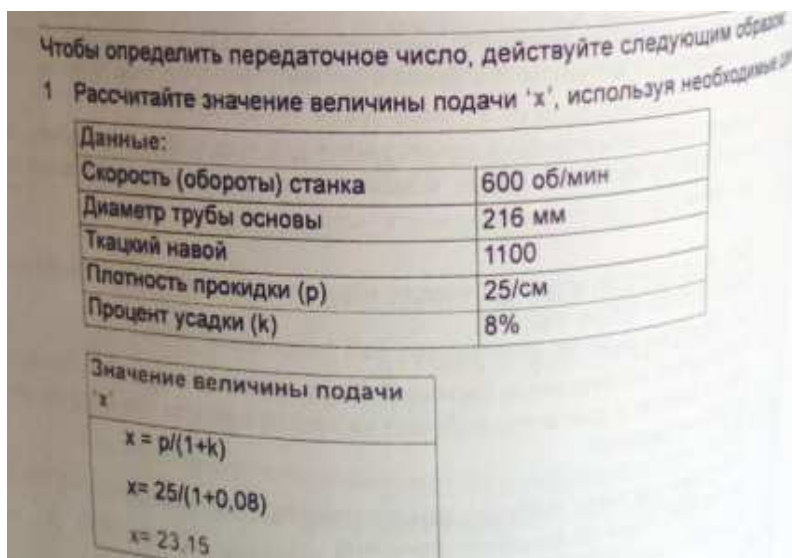 Чтобы определить передаточное число, действуйте следующим образом
1 Рассчитайте значение величины подачи 'x', используя необходимые
Данные:
Скорость (обороты) станка 600 об/мин
Диаметр трубы основы 216 мм
Ткацкий навой 1100
Плотность прокидки (p) 25/см
Процент усадки (k) 8%
Значение величины подачи
'x'
x = p/(1+k)
x= 25/(1+0,08)
x= 23,15